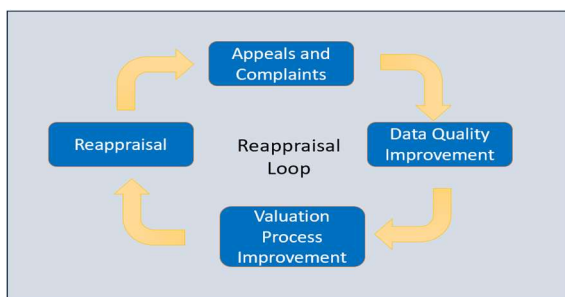 Appeals and
Complaints
Reappraisal
Reappraisal
Loop
Data Quality
Improvement
Valuation
Process
Improvement